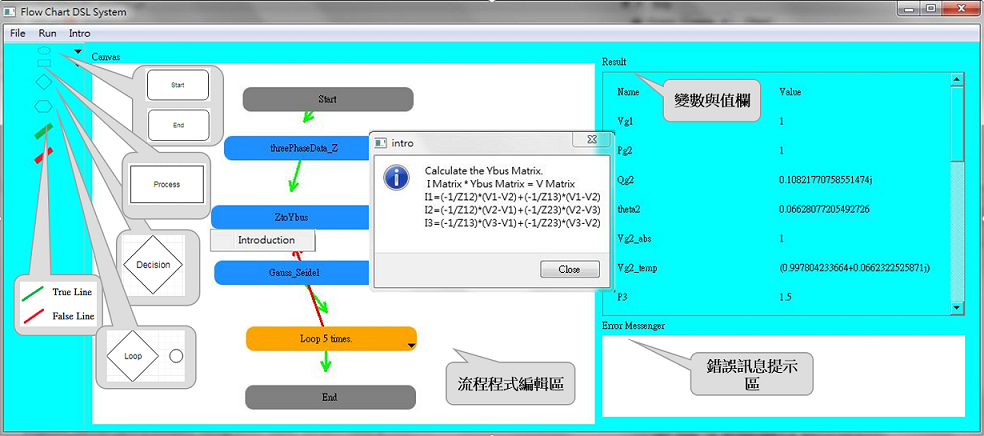 Flow Chart DSL System
File Run Intro
Canvas
Start
End
Process
Decision
True Line
False Line
Loop
Start
threePhaseData_Z
ZtoYbus
Introduction
Gauss_Seidel
Loop 5 times.
End
流程程式編輯區
intro
Calculate the Ybus Matrix.
I Matrix * Ybus Matrix = V Matrix
I1=(-1/Z12)*(V1-V2)+(-1/Z13)*(V1-V2)
I2=(-1/Z12)*(V2-V1)+(-1/Z23)*(V2-V3)
I3=(-1/Z13)*(V3-V1)+(-1/Z23)*(V3-V2)
Close
Result
變數與值欄
Name Value
Vg1 1
Pg2 1
Qg2 0.10821770758551474j
theta2 0.06628077205492726
Vg2_abs 1
Vg2_temp (0.997804233664+0.0662322525871j)
P3 1.5
Error Messenger
錯誤訊息提示
區